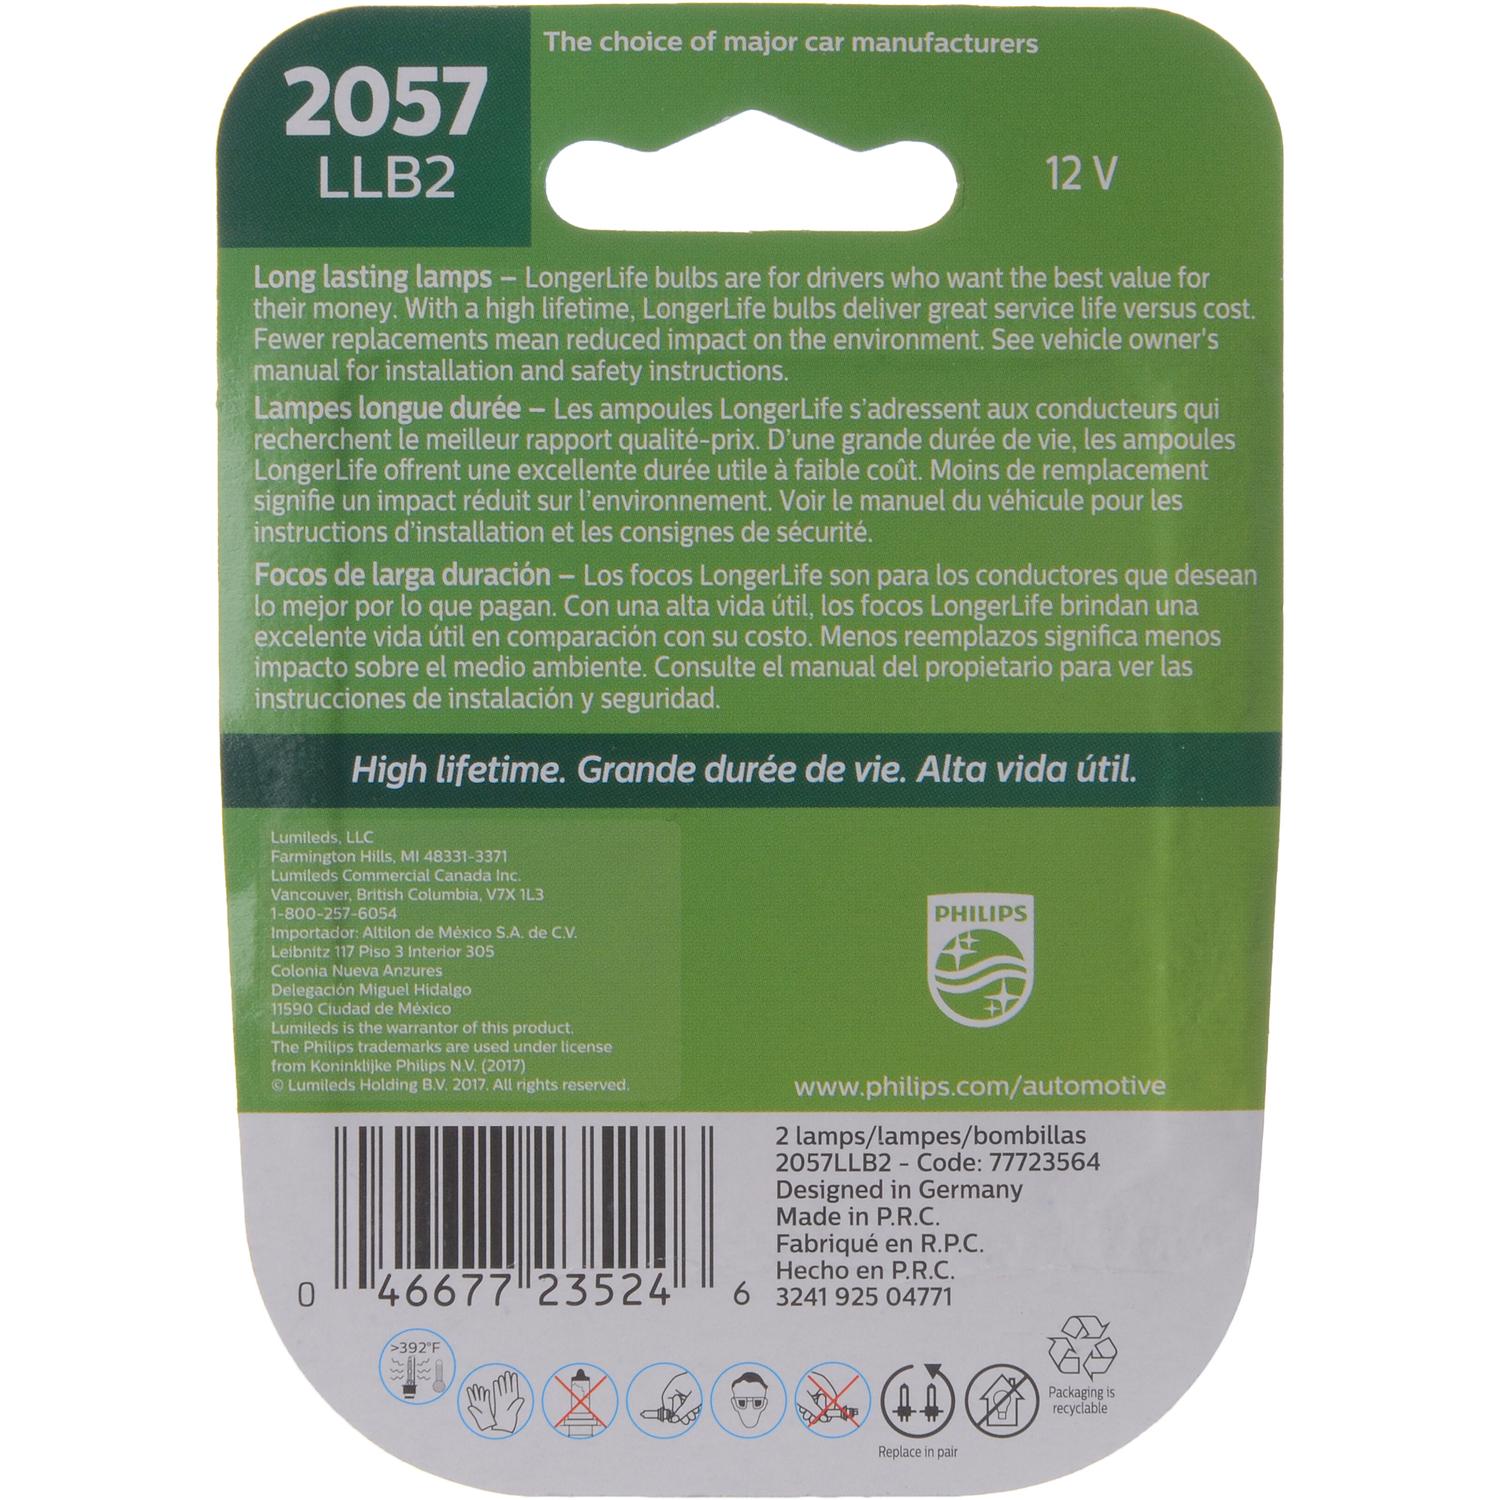 The choice of major car manufacturers
2057
LLB2
12 V
Long lasting lamps – LongerLife bulbs are for drivers who want the best value for
their money. With a high lifetime, LongerLife bulbs deliver great service life versus cost.
Fewer replacements mean reduced impact on the environment. See vehicle owner's
manual for installation and safety instructions.
Lampes longue durée – Les ampoules LongerLife s'adressent aux conducteurs qui
recherchent le meilleur rapport qualité-prix. D'une grande durée de vie, les ampoules
LongerLife offrent une excellente durée utile à faible coût. Moins de remplacement
signifie un impact réduit sur l'environnement. Voir le manuel du véhicule pour les
instructions d'installation et les consignes de sécurité.
Focos de larga duración – Los focos LongerLife son para los conductores que desean
lo mejor por lo que pagan. Con una alta vida útil, los focos LongerLife brindan una
excelente vida útil en comparación con su costo. Menos reemplazos significa menos
impacto sobre el medio ambiente. Consulte el manual del propietario para ver las
instrucciones de instalación y seguridad.
High lifetime. Grande durée de vie. Alta vida útil.
Lumileds, LLC
Farmington Hills, MI 48331-3371
Lumileds Commercial Canada Inc.
Vancouver, British Columbia, V7X 1L3
1-800-257-6054
Importador: Altilon de México S.A. de C.V.
Leibnitz 117 Piso 3 Interior 305
Colonia Nueva Anzures
Delegación Miguel Hidalgo
11590 Ciudad de México
Lumileds is the warrantor of this product.
The Philips trademarks are used under license
from Koninklijke Philips N.V. (2017)
© Lumileds Holding B.V. 2017. All rights reserved.
PHILIPS
www.philips.com/automotive
2 lamps/lampes/bombillas
2057LLB2 - Code: 77723564
Designed in Germany
Made in P.R.C.
Fabriqué en R.P.C.
Hecho en P.R.C.
3241 925 04771
0 46677 23524 6
>392°F
Replace in pair
Packaging is
recyclable